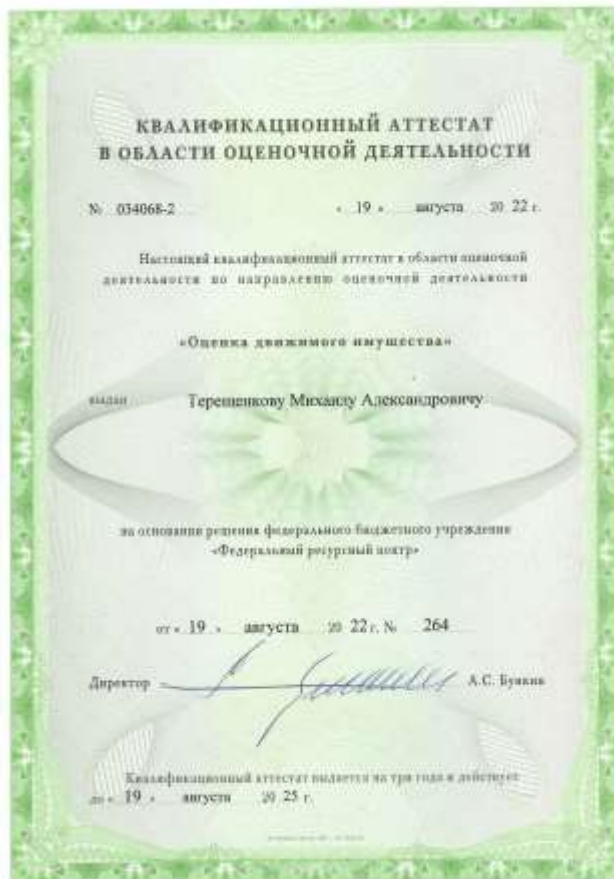 КВАЛИФИКАЦИОННЫЙ АТТЕСТАТ
В ОБЛАСТИ ОЦЕНОЧНОЙ ДЕЯТЕЛЬНОСТИ
№ 034068-2 « 19 » августа 20 22 г.
Настоящий квалификационный аттестат в области оценочной
деятельности по направлению оценочной деятельности
«Оценка движимого имущества»
выдан Терешенкову Михаилу Александровичу
на основании решения федерального бюджетного учреждения
«Федеральный ресурсный центр»
от « 19 » августа 20 22 г. № 264
Директор А.С. Бункин
Квалификационный аттестат выдается на три года и действует
до « 19 » августа 20 25 г.